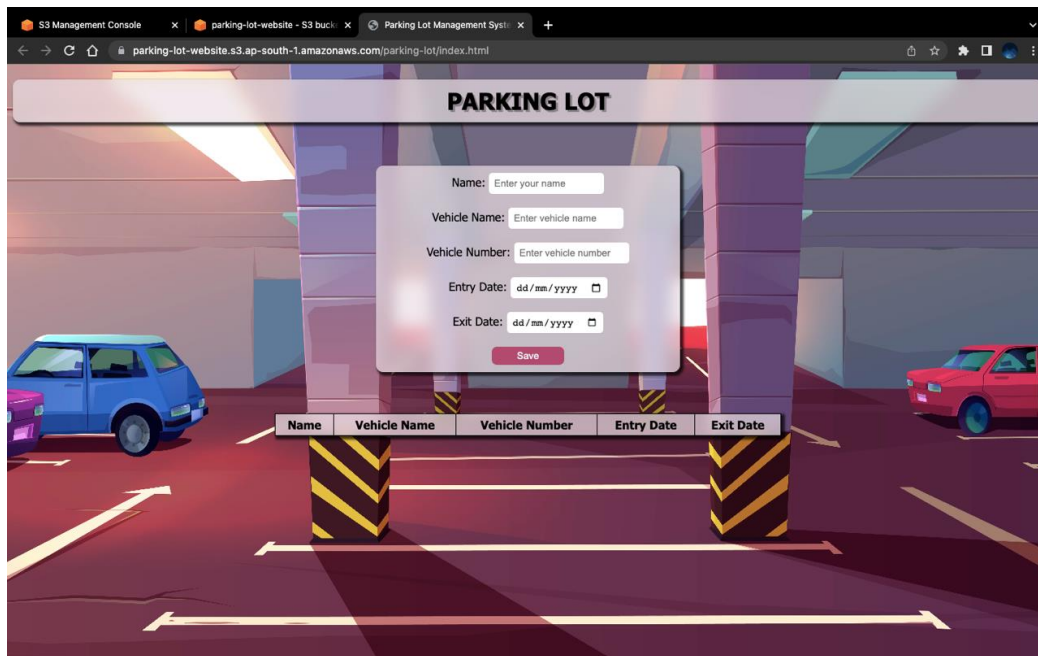 S3 Management Console
parking-lot-website - S3 buck
Parking Lot Management Syste
parking-lot-website.s3.ap-south-1.amazonaws.com/parking-lot/index.html
PARKING LOT
Name: Enter your name
Vehicle Name: Enter vehicle name
Vehicle Number: Enter vehicle number
Entry Date: dd/mm/yyyy
Exit Date: dd/mm/yyyy
Save
Name Vehicle Name Vehicle Number Entry Date Exit Date